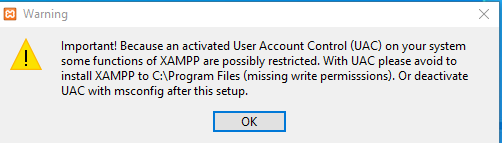 Warning
Important! Because an activated User Account Control (UAC) on your system
some functions of XAMPP are possibly restricted. With UAC please avoid to
install XAMPP to C:\Program Files (missing write permisssions). Or deactivate
UAC with msconfig after this setup.
OK